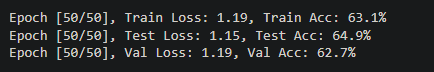 Epoch [50/50], Train Loss: 1.19, Train Acc: 63.1%
Epoch [50/50], Test Loss: 1.15, Test Acc: 64.9%
Epoch [50/50], Val Loss: 1.19, Val Acc: 62.7%